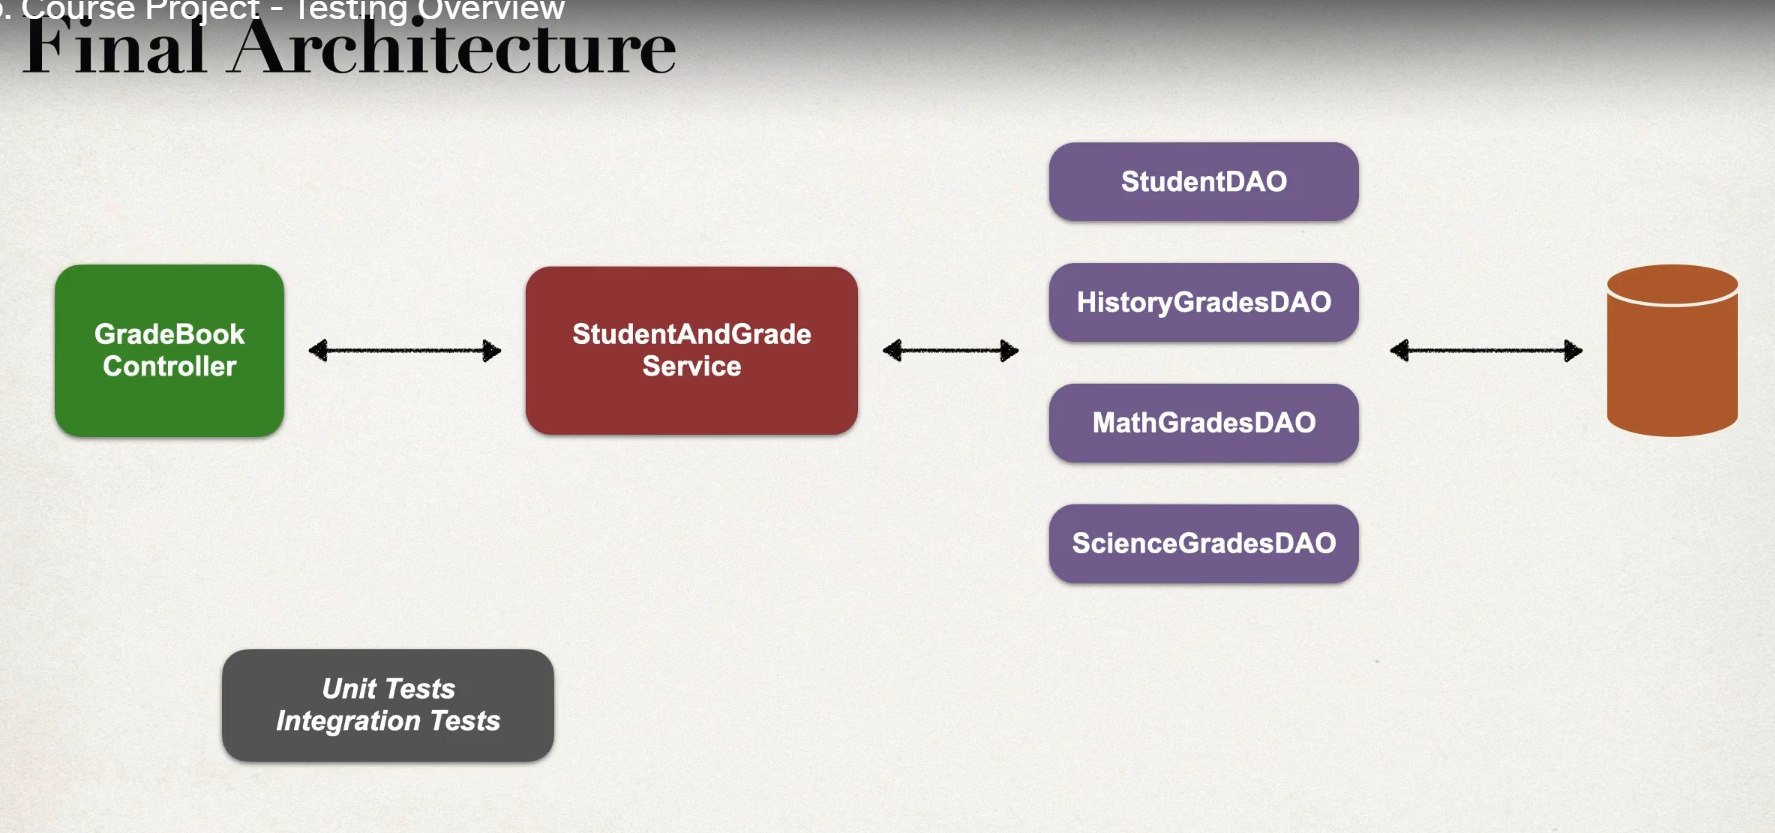 . Course Project - Testing Overview
Final Architecture
StudentDAO
HistoryGradesDAO
GradeBook
Controller
StudentAndGrade
Service
MathGradesDAO
ScienceGradesDAO
Unit Tests
Integration Tests